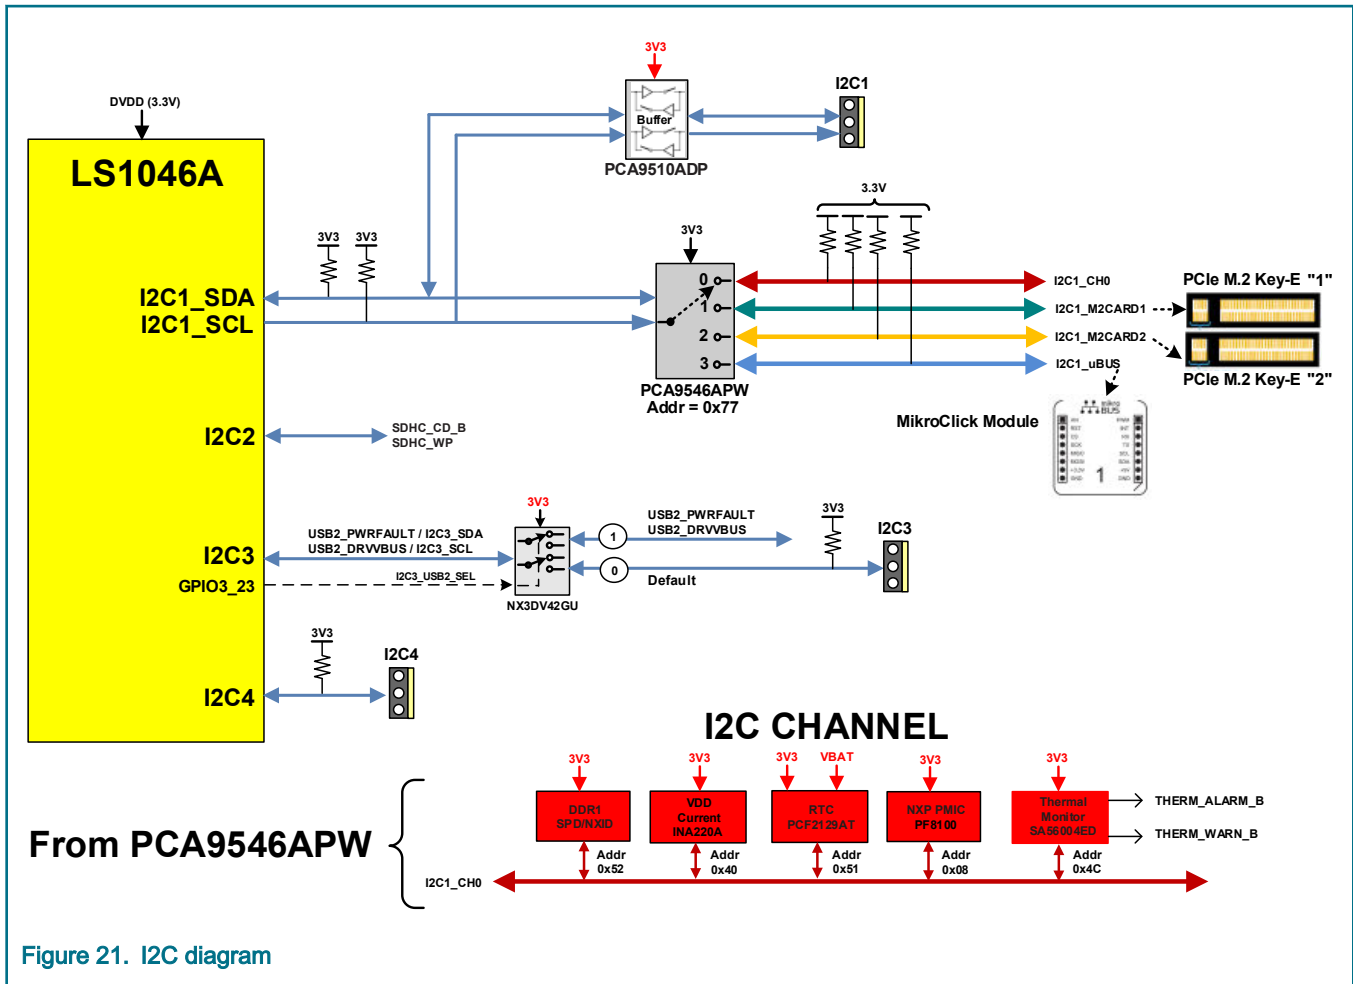 3V3
I2C1
DVDD (3.3V)
Buffer
LS1046A
PCA9510ADP
3.3V
3V3
3V3
3V3
0
I2C1_CH0
PCIe M.2 Key-E "1"
I2C1_SDA
1
I2C1_M2CARD1
I2C1_SCL
2
I2C1_M2CARD2
3
I2C1_uBUS
PCIe M.2 Key-E "2"
PCA9546APW
Addr = 0x77
mikro
BUS
MikroClick Module
1
I2C2
SDHC_CD_B
SDHC_WP
3V3
3V3
USB2_PWRFAULT
USB2_DRVVBUS
I2C3
USB2_PWRFAULT / I2C3_SDA
USB2_DRVVBUS / I2C3_SCL
1
I2C3
I2C3_USB2_SEL
0
Default
GPIO3_23
NX3DV42GU
3V3
I2C4
I2C4
I2C CHANNEL
3V3
3V3
3V3
VBAT
3V3
3V3
DDR1
SPD/NXID
VDD
Current
INA220A
RTC
PCF2129AT
NXP PMIC
PF8100
Thermal
Monitor
SA56004ED
THERM_ALARM_B
THERM_WARN_B
From PCA9546APW
Addr
0x52
Addr
0x40
Addr
0x51
Addr
0x08
Addr
0x4C
I2C1_CH0
Figure 21. I2C diagram